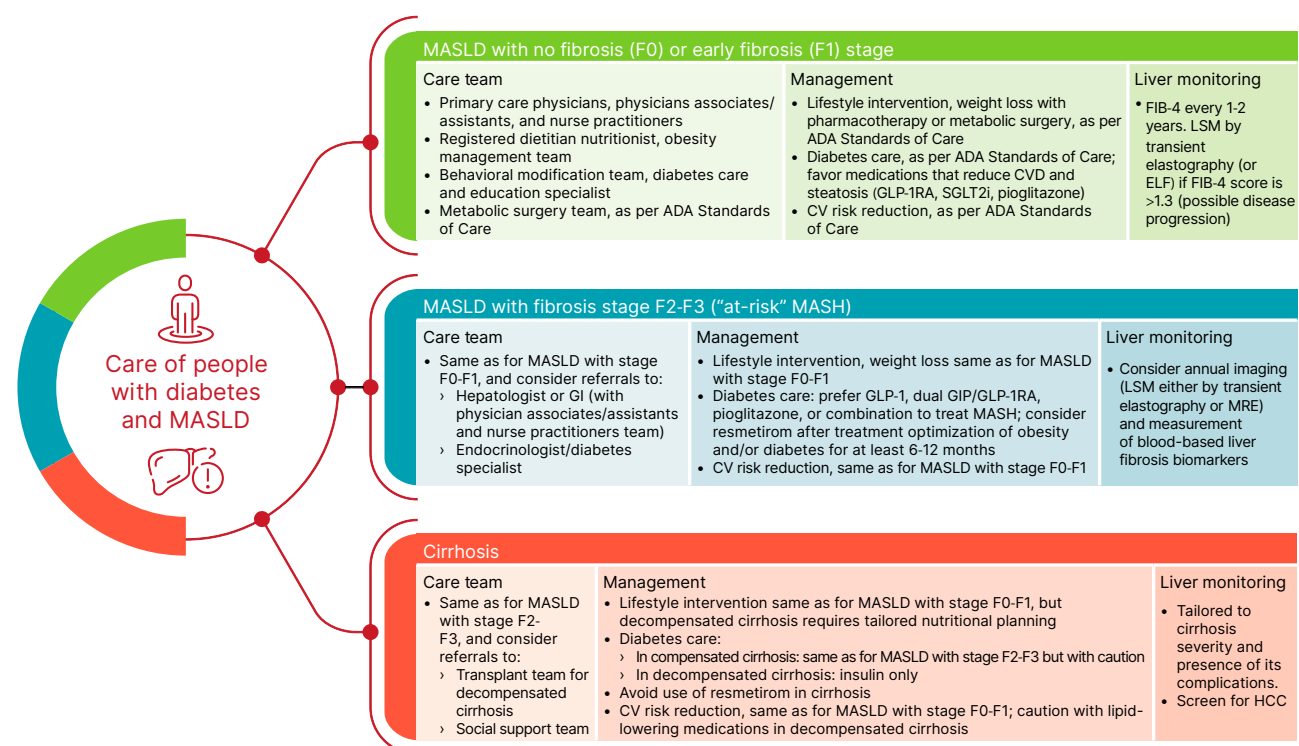 Care of people
with diabetes
and MASLD
MASLD with no fibrosis (F0) or early fibrosis (F1) stage
Care team
• Primary care physicians, physicians associates/
assistants, and nurse practitioners
• Registered dietitian nutritionist, obesity
management team
• Behavioral modification team, diabetes care
and education specialist
• Metabolic surgery team, as per ADA Standards
of Care
Management
• Lifestyle intervention, weight loss with
pharmacotherapy or metabolic surgery, as per
ADA Standards of Care
• Diabetes care, as per ADA Standards of Care;
favor medications that reduce CVD and
steatosis (GLP-1RA, SGLT2i, pioglitazone)
• CV risk reduction, as per ADA Standards
of Care
Liver monitoring
• FIB-4 every 1-2
years. LSM by
transient
elastography (or
ELF) if FIB-4 score is
>1.3 (possible disease
progression)
MASLD with fibrosis stage F2-F3 (“at-risk” MASH)
Care team
• Same as for MASLD with stage
F0-F1, and consider referrals to:
› Hepatologist or GI (with
physician associates/assistants
and nurse practitioners team)
› Endocrinologist/diabetes
specialist
Management
• Lifestyle intervention, weight loss same as for MASLD
with stage F0-F1
• Diabetes care: prefer GLP-1, dual GIP/GLP-1RA,
pioglitazone, or combination to treat MASH; consider
resmetirom after treatment optimization of obesity
and/or diabetes for at least 6-12 months
• CV risk reduction, same as for MASLD with stage F0-F1
Liver monitoring
• Consider annual imaging
(LSM either by transient
elastography or MRE)
and measurement
of blood-based liver
fibrosis biomarkers
Cirrhosis
Care team
• Same as for MASLD
with stage F2-
F3, and consider
referrals to:
› Transplant team for
decompensated
cirrhosis
› Social support team
Management
• Lifestyle intervention same as for MASLD with stage F0-F1, but
decompensated cirrhosis requires tailored nutritional planning
• Diabetes care:
› In compensated cirrhosis: same as for MASLD with stage F2-F3 but with caution
› In decompensated cirrhosis: insulin only
• Avoid use of resmetirom in cirrhosis
• CV risk reduction, same as for MASLD with stage F0-F1; caution with lipid-
lowering medications in decompensated cirrhosis
Liver monitoring
• Tailored to
cirrhosis
severity and
presence of its
complications.
• Screen for HCC